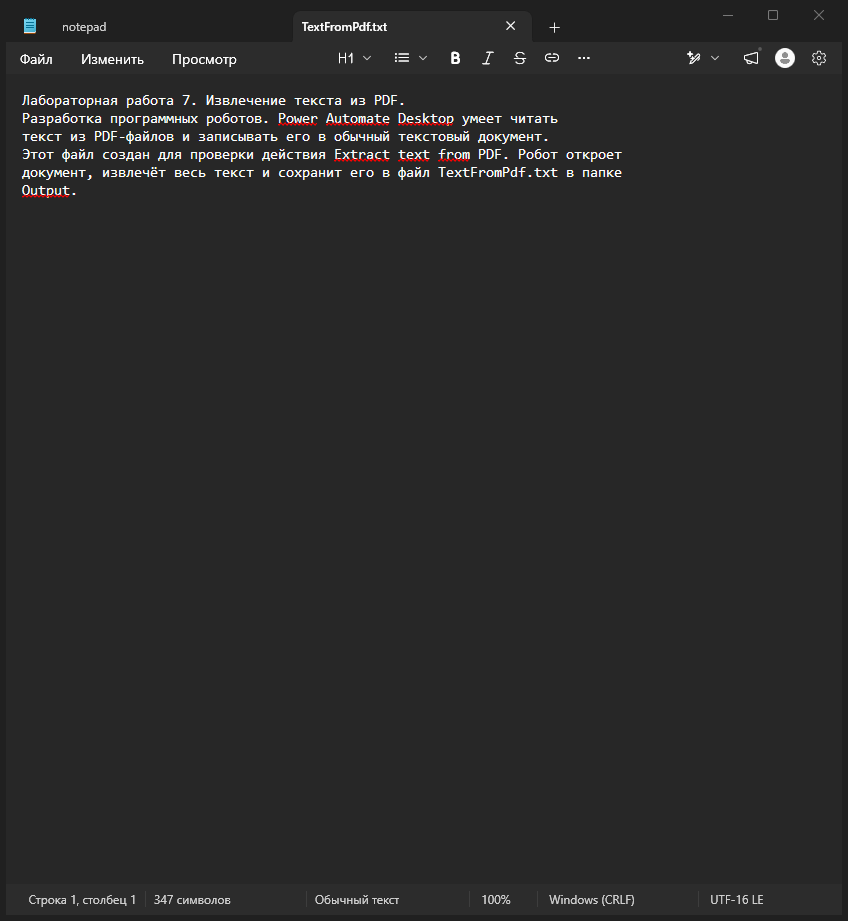 notepad
TextFromPdf.txt
Файл Изменить Просмотр H1 B I S
Лабораторная работа 7. Извлечение текста из PDF.
Разработка программных роботов. Power Automate Desktop умеет читать
текст из PDF-файлов и записывать его в обычный текстовый документ.
Этот файл создан для проверки действия Extract text from PDF. Робот откроет
документ, извлечёт весь текст и сохранит его в файл TextFromPdf.txt в папке
Output.
Строка 1, столбец 1 347 символов Обычный текст 100% Windows (CRLF) UTF-16 LE